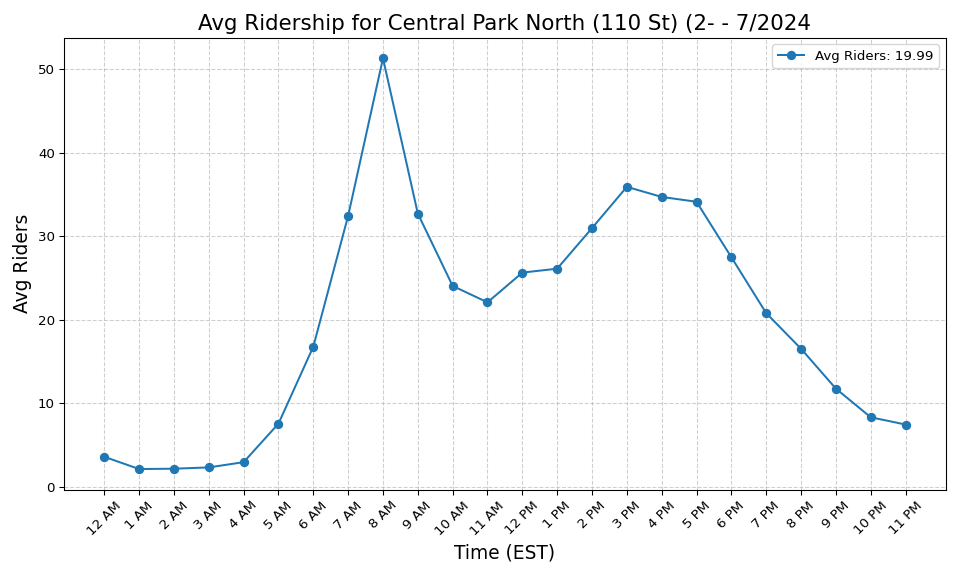 Avg Ridership for Central Park North (110 St) (2- - 7/2024
Avg Riders: 19.99
Avg Riders
50
40
30
20
10
0
12 AM 1 AM 2 AM 3 AM 4 AM 5 AM 6 AM 7 AM 8 AM 9 AM 10 AM 11 AM 12 PM 1 PM 2 PM 3 PM 4 PM 5 PM 6 PM 7 PM 8 PM 9 PM 10 PM 11 PM
Time (EST)